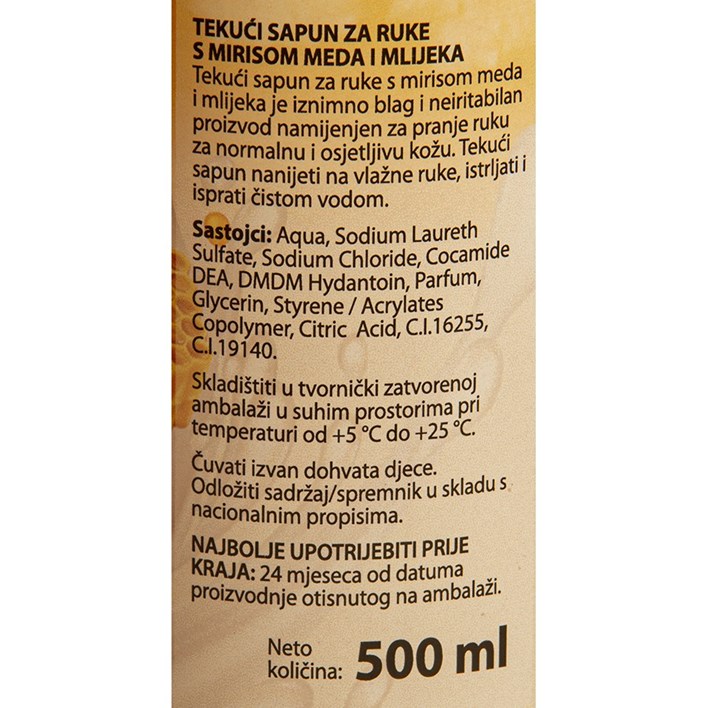 TEKUĆI SAPUN ZA RUKE
S MIRISOM MEDA I MLIJEKA
Tekući sapun za ruke s mirisom meda
i mlijeka je iznimno blag i neiritabilan
proizvod namijenjen za pranje ruku
za normalnu i osjetljivu kožu. Tekući
sapun nanijeti na vlažne ruke, istrljati i
isprati čistom vodom.
Sastojci: Aqua, Sodium Laureth
Sulfate, Sodium Chloride, Cocamide
DEA, DMDM Hydantoin, Parfum,
Glycerin, Styrene / Acrylates
Copolymer, Citric Acid, C.I.16255,
C.I.19140.
Skladištiti u tvornički zatvorenoj
ambalaži u suhim prostorima pri
temperaturi od +5 °C do +25 °C.
Čuvati izvan dohvata djece.
Odložiti sadržaj/spremnik u skladu s
nacionalnim propisima.
NAJBOLJE UPOTRIJEBITI PRIJE
KRAJA: 24 mjeseca od datuma
proizvodnje otisnutog na ambalaži.
Neto
količina: 500 ml